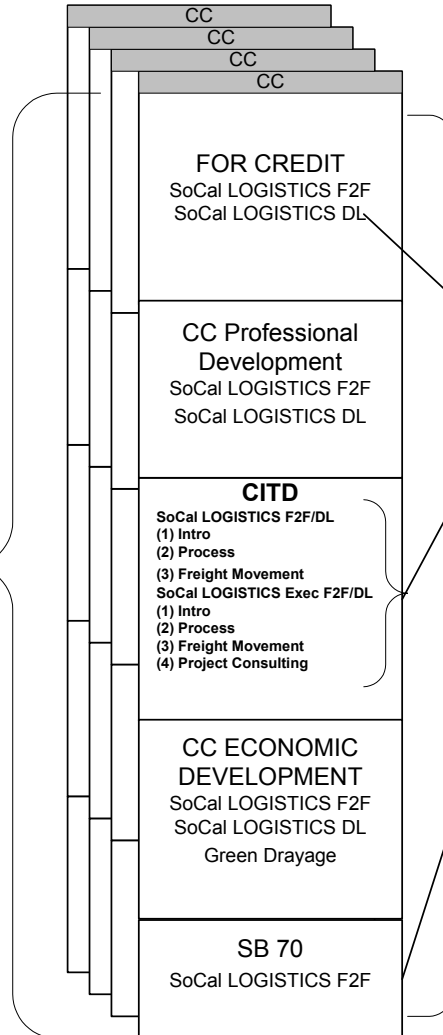 CC
CC
CC
CC
FOR CREDIT
SoCal LOGISTICS F2F
SoCal LOGISTICS DL
CC Professional
Development
SoCal LOGISTICS F2F
SoCal LOGISTICS DL
CITD
SoCal LOGISTICS F2F/DL
(1) Intro
(2) Process
(3) Freight Movement
SoCal LOGISTICS Exec F2F/DL
(1) Intro
(2) Process
(3) Freight Movement
(4) Project Consulting
CC ECONOMIC
DEVELOPMENT
SoCal LOGISTICS F2F
SoCal LOGISTICS DL
Green Drayage
SB 70
SoCal LOGISTICS F2F